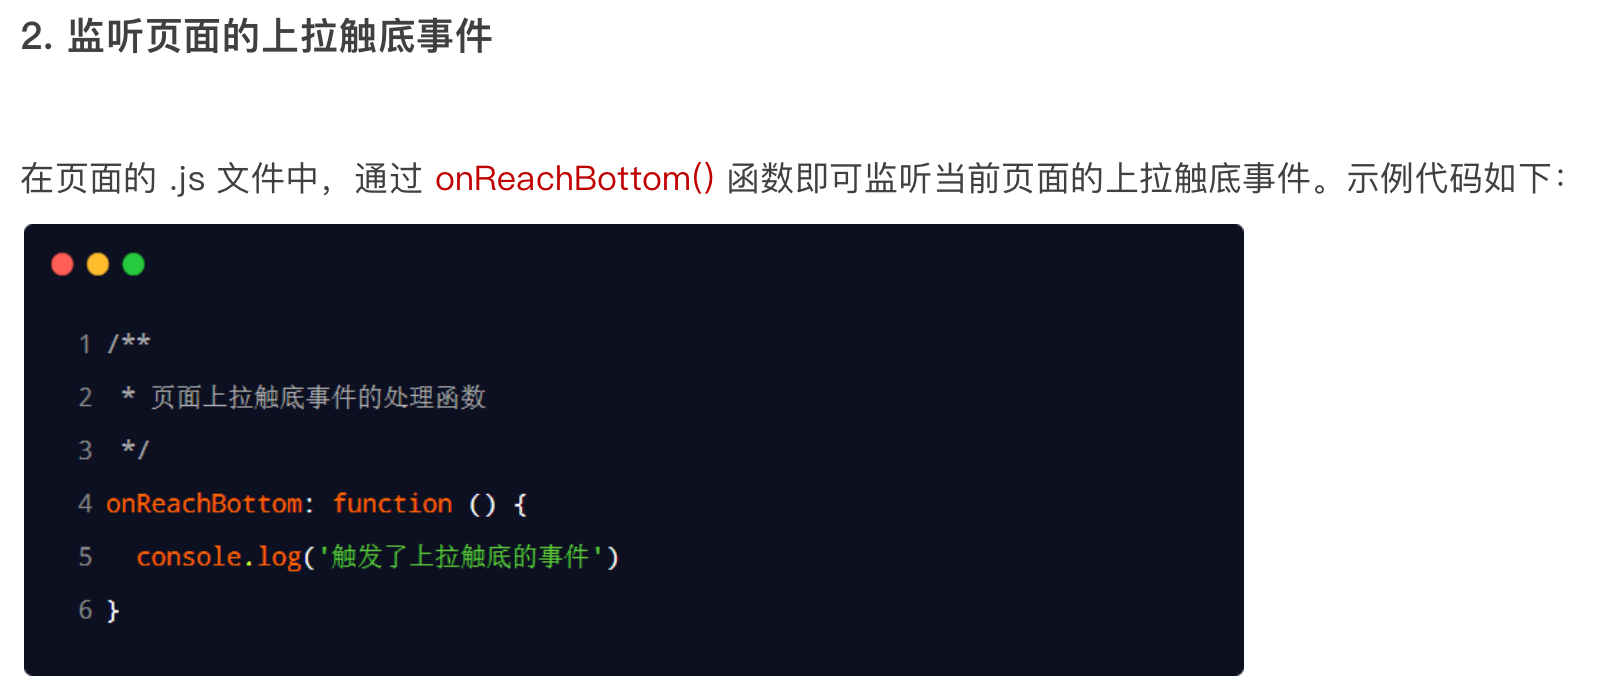 2. 监听页面的上拉触底事件
在页面的 .js 文件中，通过 onReachBottom() 函数即可监听当前页面的上拉触底事件。示例代码如下：
1 /**
2  * 页面上拉触底事件的处理函数
3  */
4 onReachBottom: function () {
5   console.log('触发了上拉触底的事件')
6 }